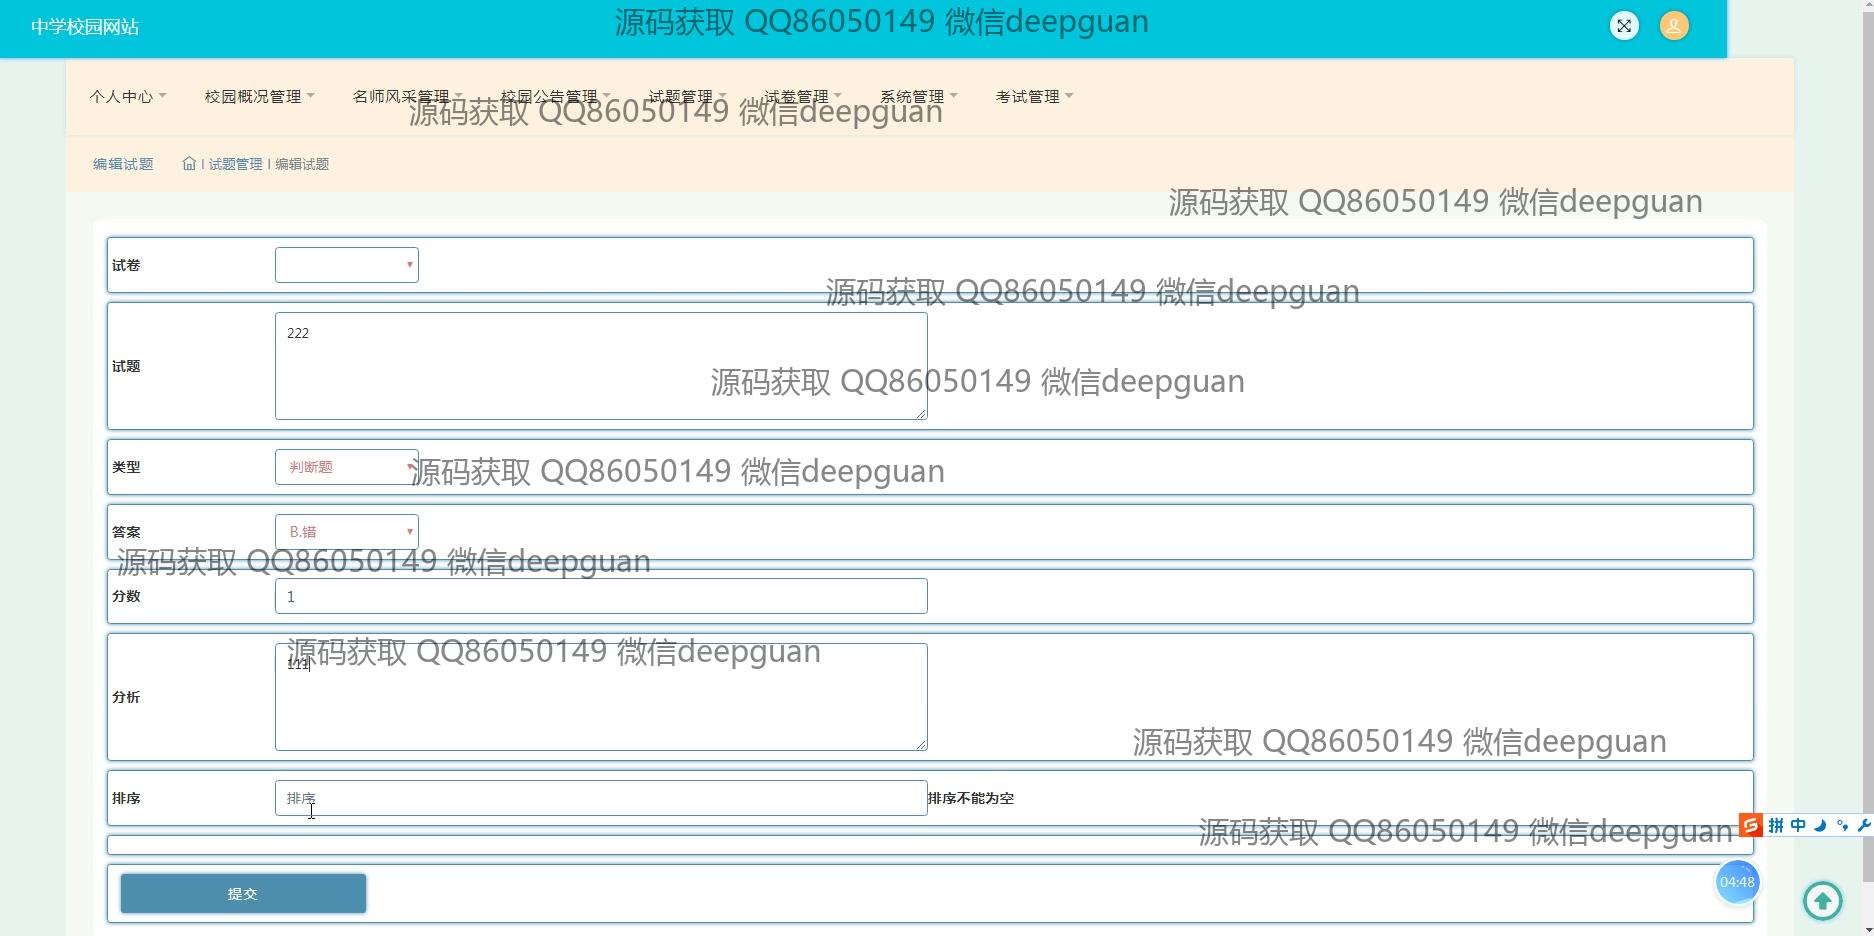 中学校园网站
源码获取 QQ86050149 微信deepguan
个人中心 校园概况管理 名师风采管理 校园公告管理 试题管理 试卷管理 系统管理 考试管理
源码获取 QQ86050149 微信deepguan
编辑试题 | 试题管理 | 编辑试题
源码获取 QQ86050149 微信deepguan
试卷
源码获取 QQ86050149 微信deepguan
222
试题
源码获取 QQ86050149 微信deepguan
类型 判断题
源码获取 QQ86050149 微信deepguan
答案 B.错
源码获取 QQ86050149 微信deepguan
分数 1
源码获取 QQ86050149 微信deepguan
111
分析
源码获取 QQ86050149 微信deepguan
排序 排序 排序不能为空
源码获取 QQ86050149 微信deepguan
拼 中
04:48
提交